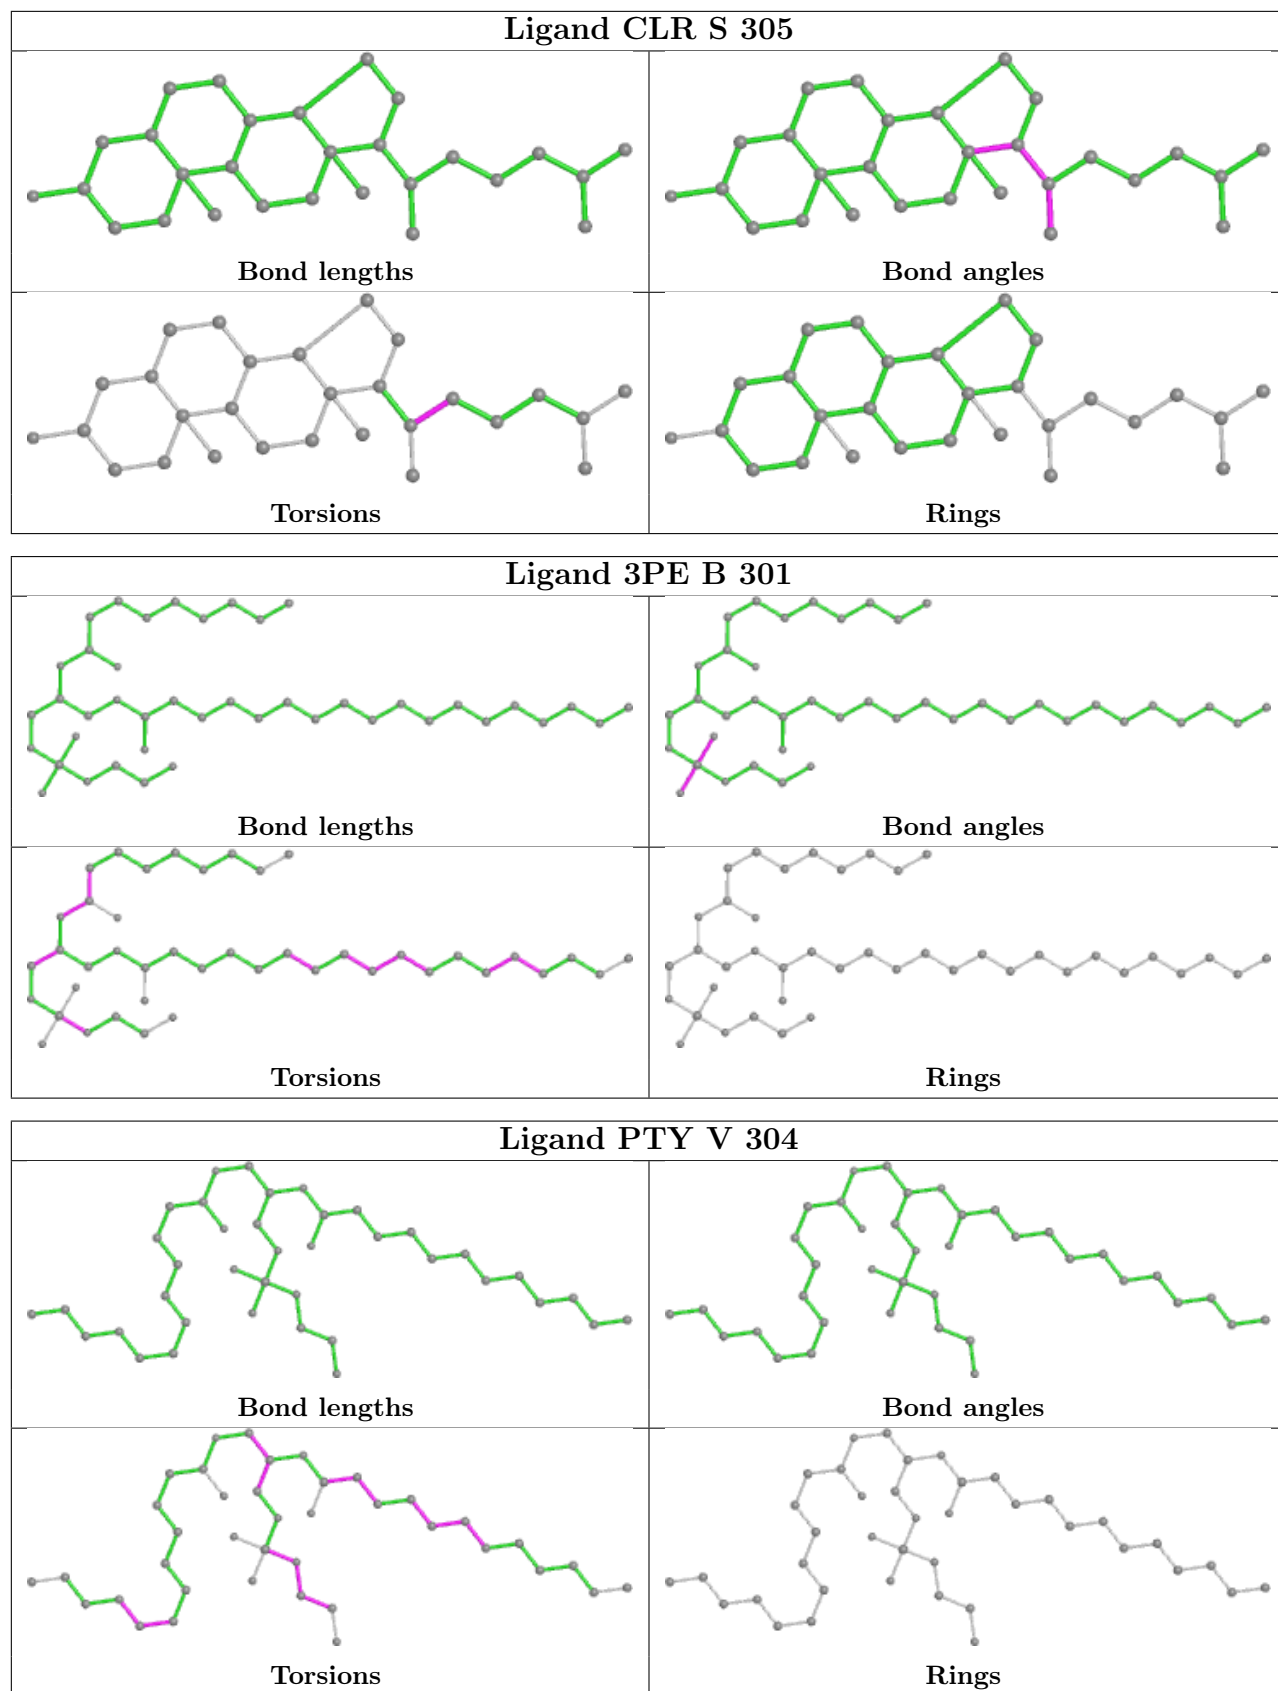 Ligand CLR S 305
Bond lengths
Bond angles
Torsions
Rings
Ligand 3PE B 301
Bond lengths
Bond angles
Torsions
Rings
Ligand PTY V 304
Bond lengths
Bond angles
Torsions
Rings